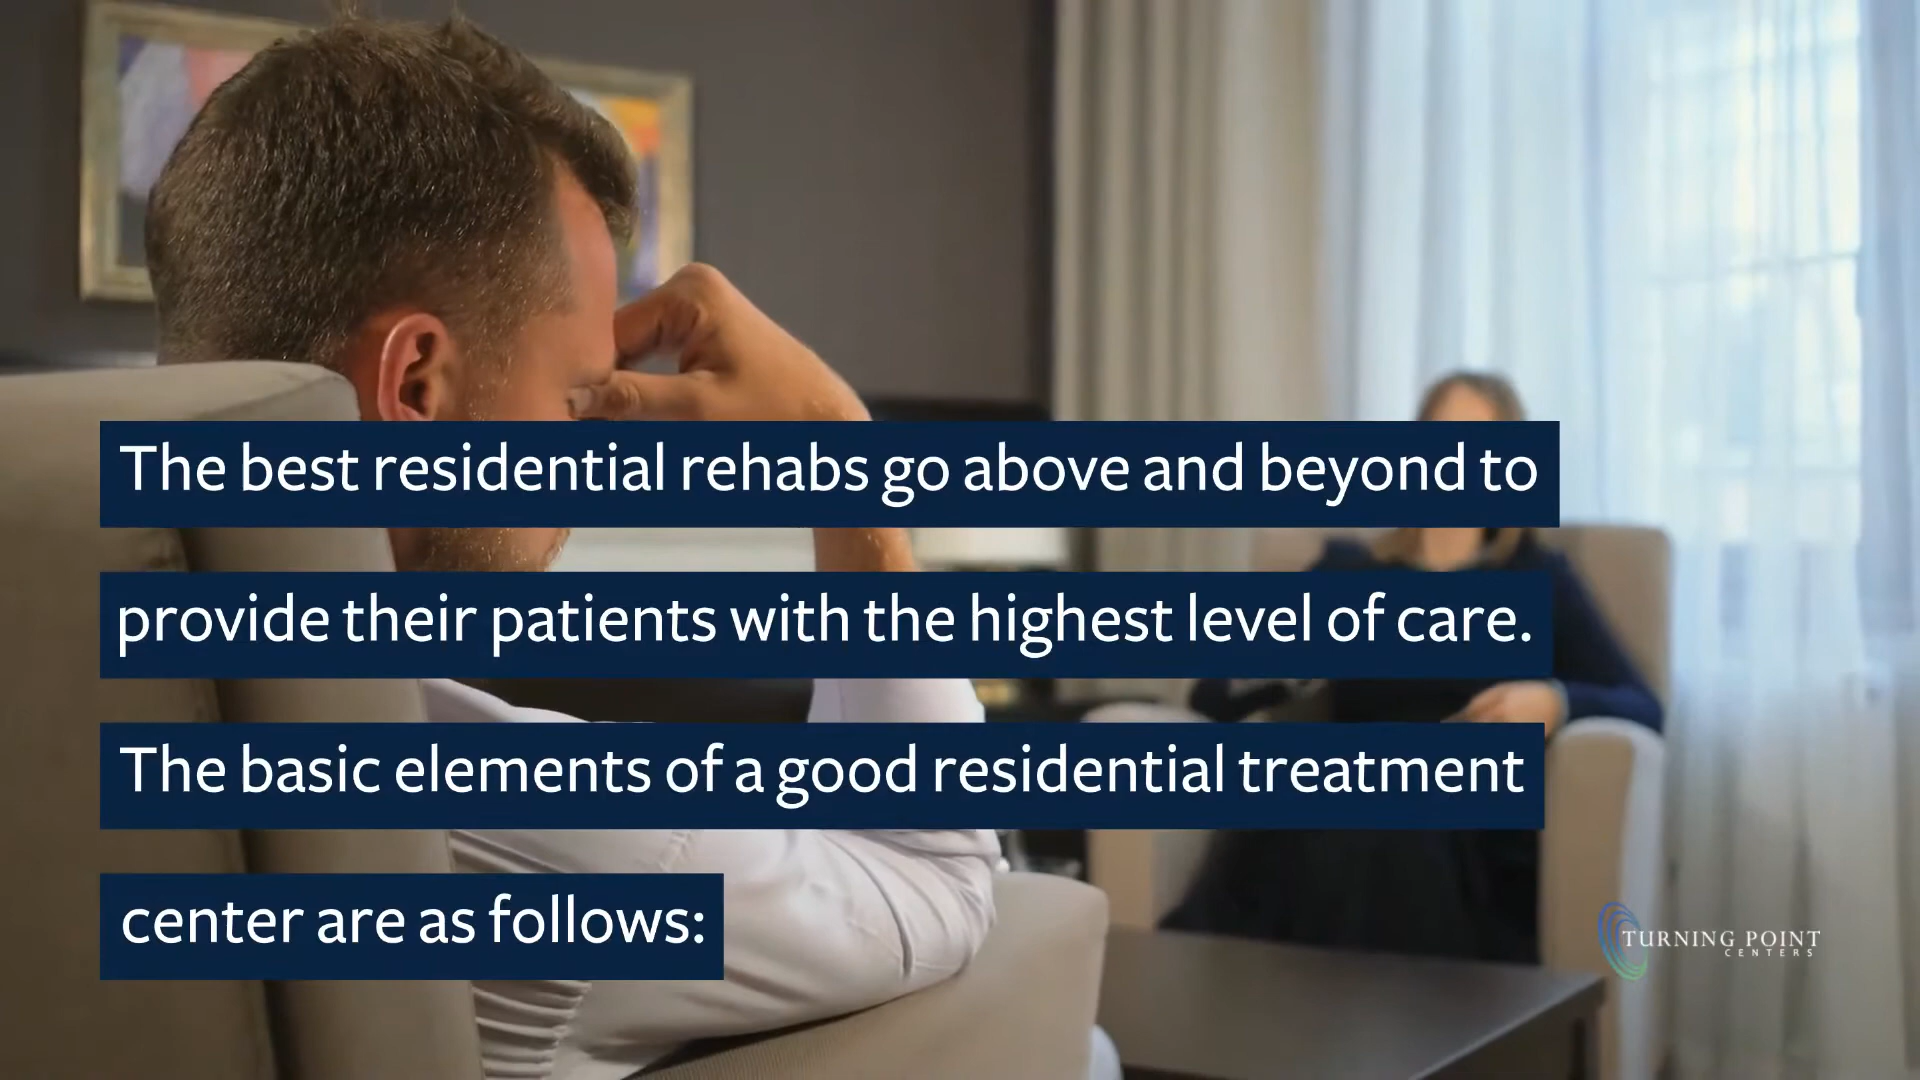 The best residential rehabs go above and beyond to
provide their patients with the highest level of care.
The basic elements of a good residential treatment
center are as follows:
TURNING POINT
CENTERS